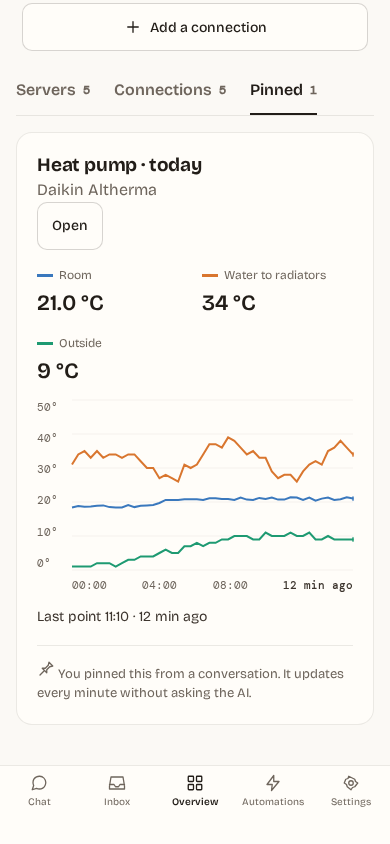 Add a connection
Servers 5 Connections 5 Pinned 1
Heat pump · today
Daikin Altherma
Open
Room
21.0 °C
Water to radiators
34 °C
Outside
9 °C
50°
40°
30°
20°
10°
0°
00:00 04:00 08:00 12 min ago
Last point 11:10 · 12 min ago
You pinned this from a conversation. It updates
every minute without asking the AI.
Chat Inbox Overview Automations Settings